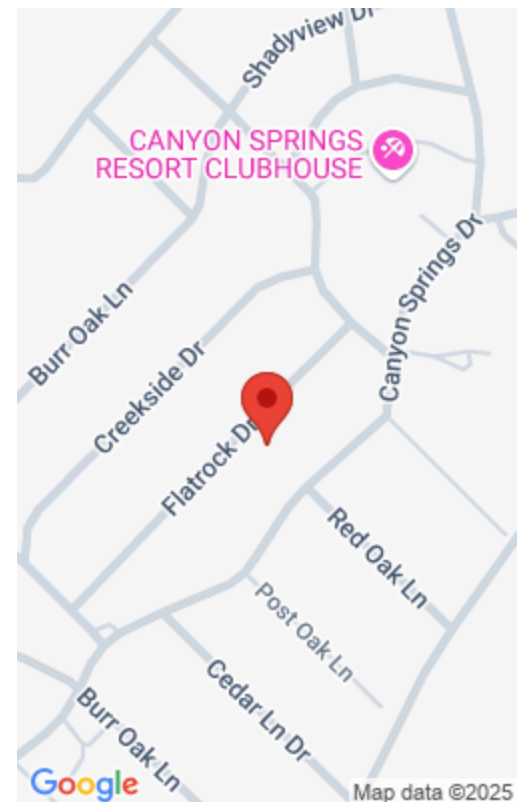 Shadyview Dr
CANYON SPRINGS
RESORT CLUBHOUSE
Canyon Springs Dr
Burr Oak Ln
Creekside Dr
Flatrock Dr
Red Oak Ln
Post Oak Ln
Cedar Ln Dr
Burr Oak Ln
Google
Map data ©2025